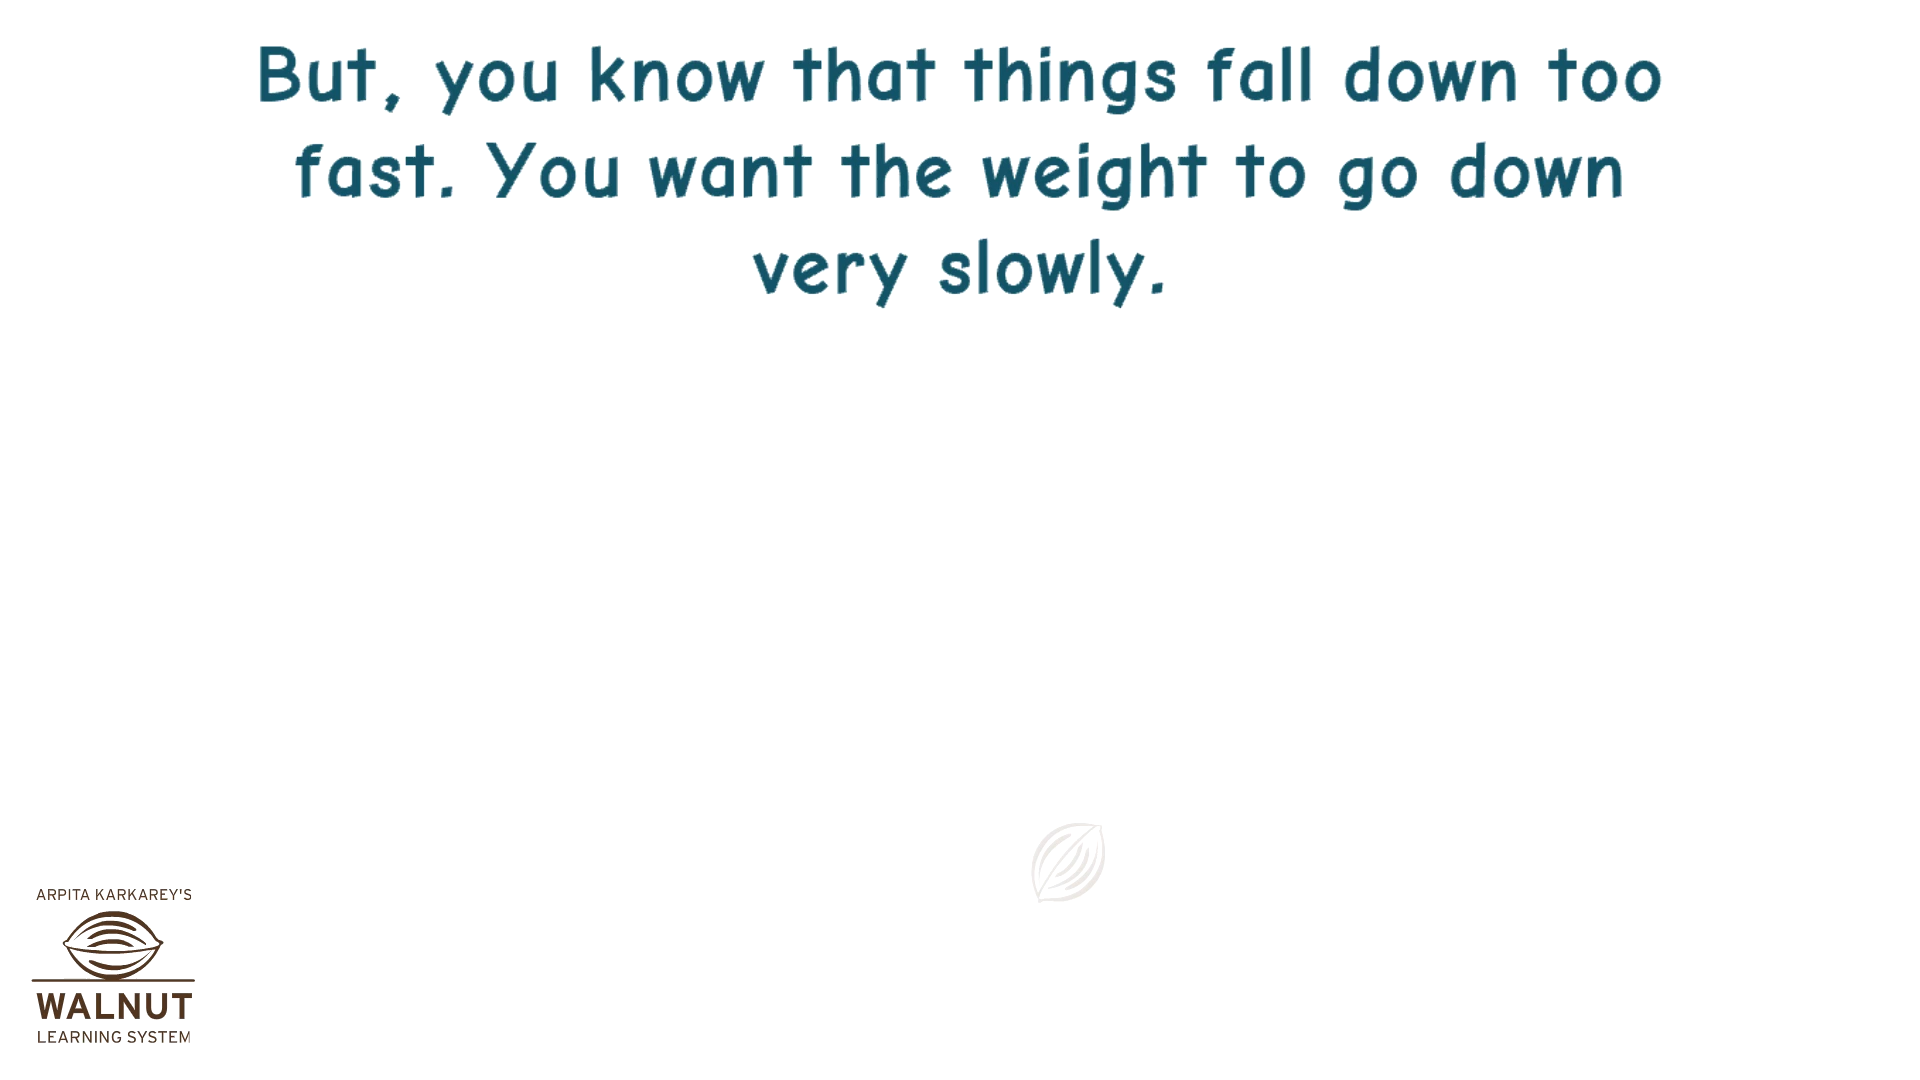 But, you know that things fall down too
fast. You want the weight to go down
very slowly.
ARPITA KARKAREY'S
WALNUT
LEARNING SYSTEM